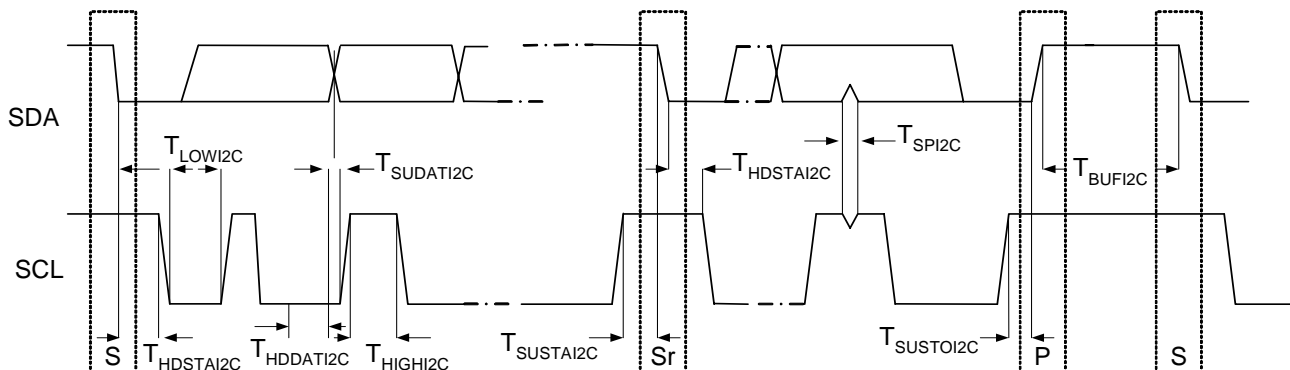 SDA
T_LOWI2C
T_SUDATI2C
T_HDSTAI2C
T_SPI2C
T_BUFI2C
SCL
S
T_HDSTAI2C
T_HDDATI2C
T_HIGHI2C
T_SUSTAI2C
Sr
T_SUSTOI2C
P
S